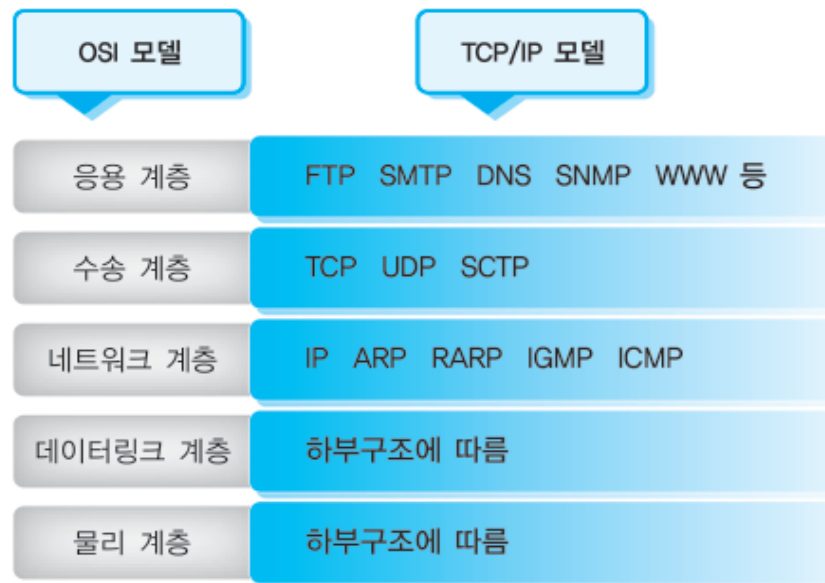 OSI 모델 TCP/IP 모델
응용 계층 FTP SMTP DNS SNMP WWW 등
수송 계층 TCP UDP SCTP
네트워크 계층 IP ARP RARP IGMP ICMP
데이터링크 계층 하부구조에 따름
물리 계층 하부구조에 따름